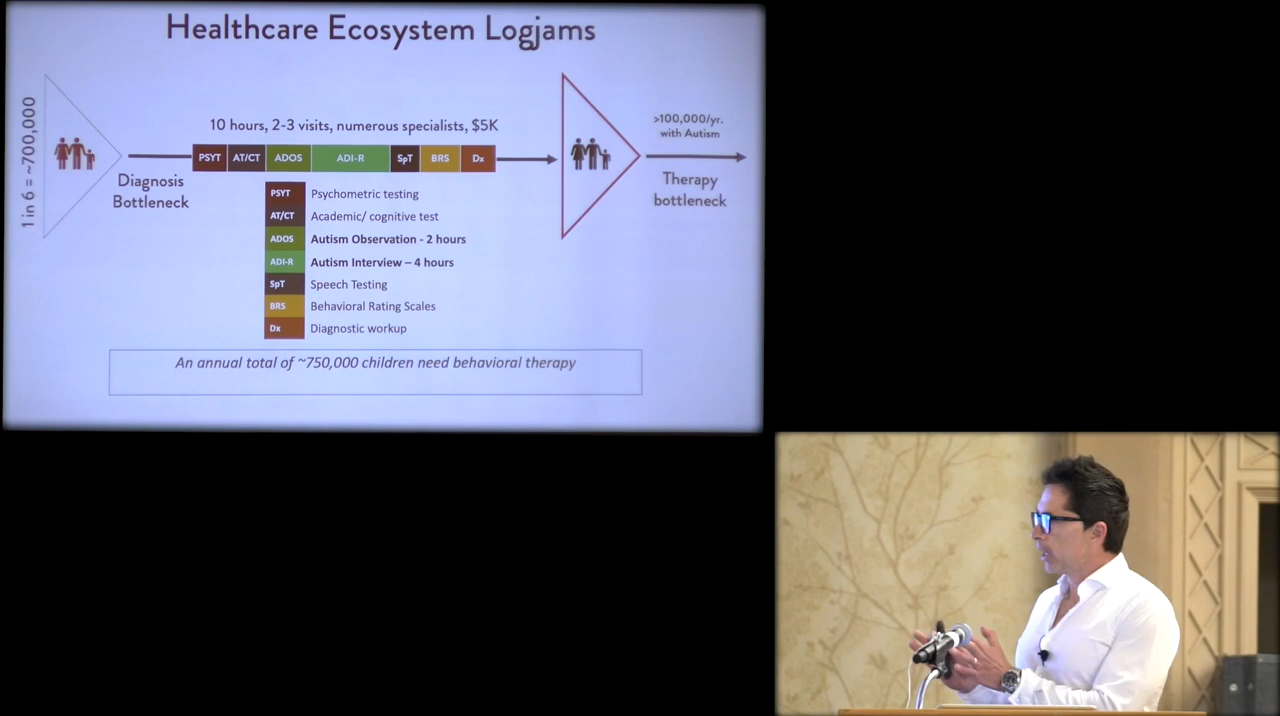 Healthcare Ecosystem Logjams
1 in 6 = ~700,000
10 hours, 2-3 visits, numerous specialists, $5K
>100,000/yr.
with Autism
PSYT AT/CT ADOS ADI-R SpT BRS Dx
Diagnosis
Bottleneck
Therapy
bottleneck
PSYT Psychometric testing
AT/CT Academic/ cognitive test
ADOS Autism Observation - 2 hours
ADI-R Autism Interview – 4 hours
SpT Speech Testing
BRS Behavioral Rating Scales
Dx Diagnostic workup
An annual total of ~750,000 children need behavioral therapy